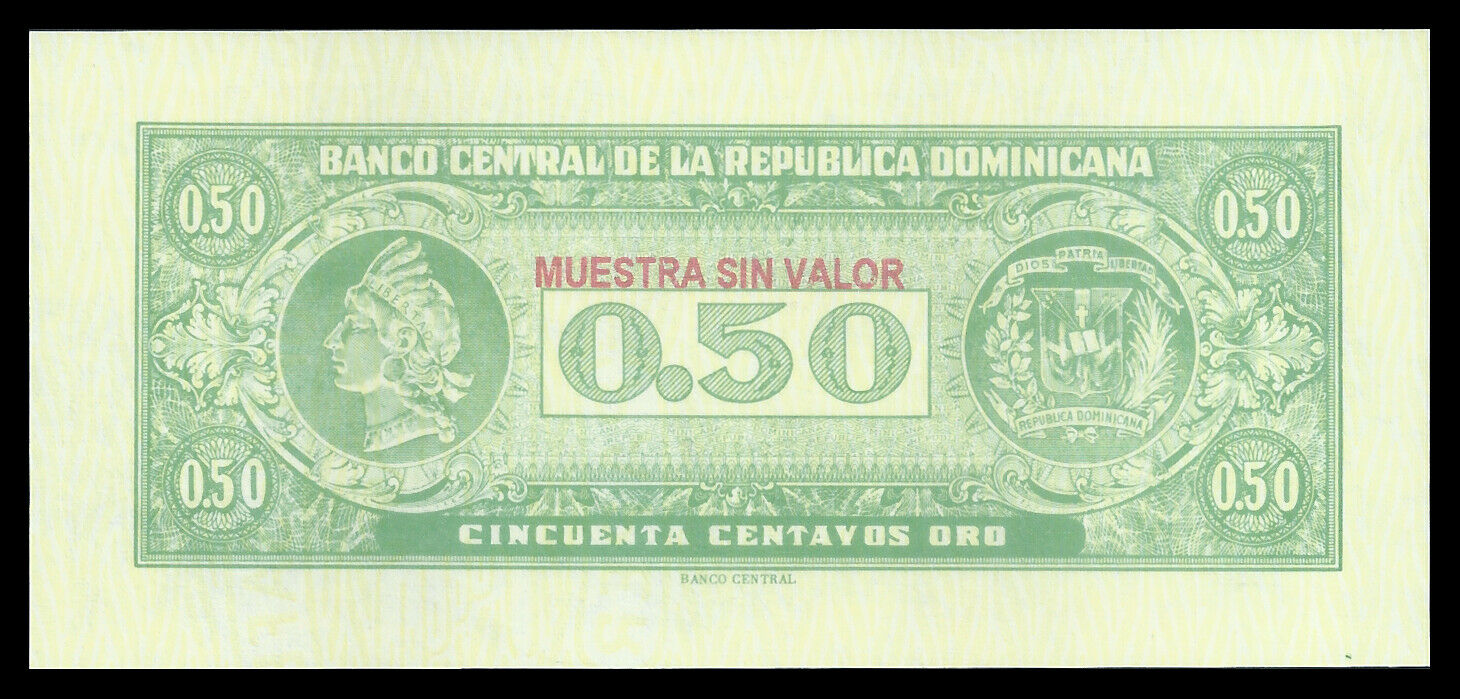 BANCO CENTRAL DE LA REPUBLICA DOMINICANA
0.50
0.50
MUESTRA SIN VALOR
LIBERTAD
DIOS PATRIA LIBERTAD
0.50
REPUBLICA DOMINICANA
0.50
0.50
CINCUENTA CENTAVOS ORO
BANCO CENTRAL